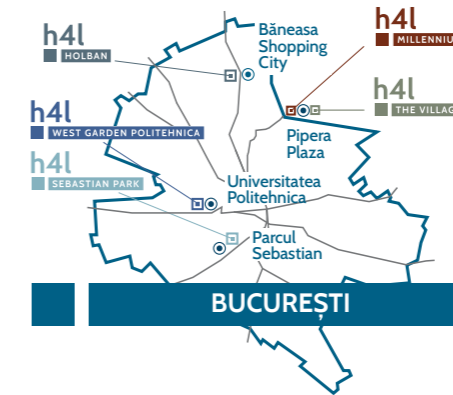 h4l
HOLBAN
Băneasa
Shopping
City
h4l
MILLENNIU
h4l
WEST GARDEN POLITEHNICA
h4l
THE VILLAG
Pipera
Plaza
h4l
SEBASTIAN PARK
Universitatea
Politehnica
Parcul
Sebastian
BUCUREȘTI